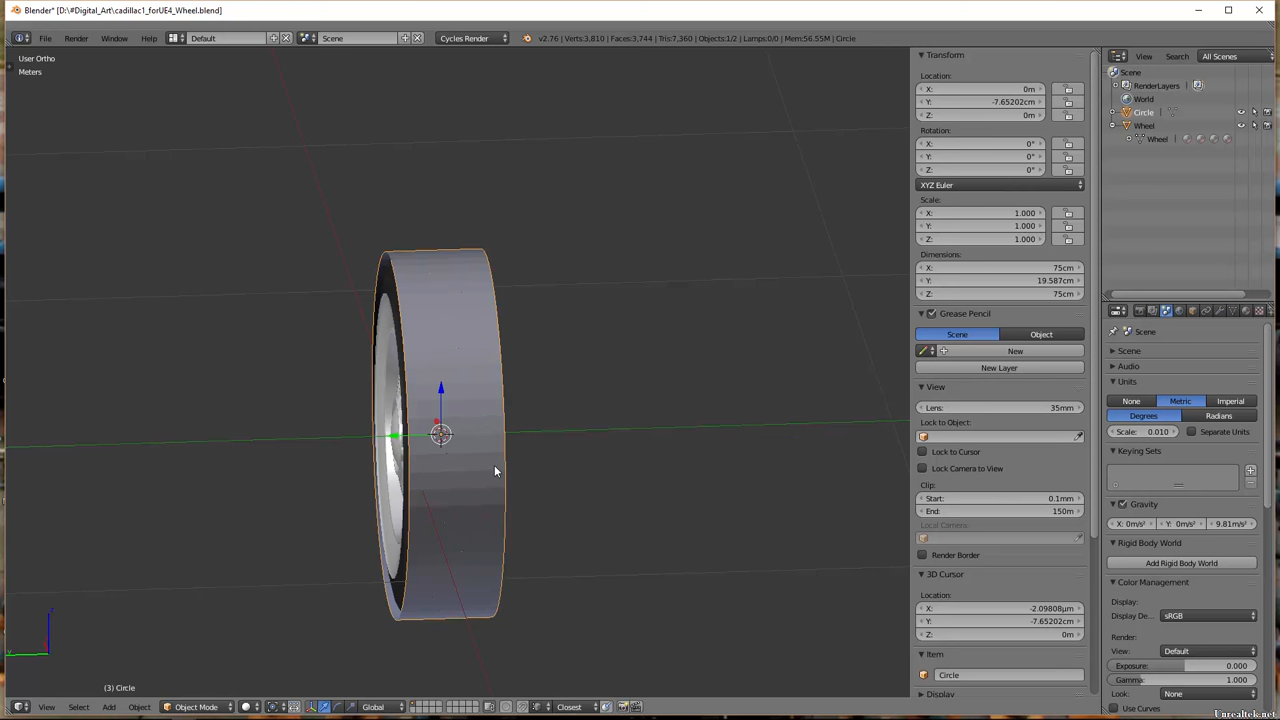 Blender* [D:\#Digital_Art\cadillac1_forUE4_Wheel.blend]
File Render Window Help Default Scene Cycles Render v2.76 | Verts:3,810 | Faces:3,744 | Tris:7,360 | Objects:1/2 | Lamps:0/0 | Mem:56.55M | Circle
View Search All Scenes
User Ortho
Meters
(3) Circle
View Select Add Object Object Mode Global Closest
Transform
Location:
X: 0m
Y: -7.65202cm
Z: 0m
Rotation:
X: 0°
Y: 0°
Z: 0°
XYZ Euler
Scale:
X: 1.000
Y: 1.000
Z: 1.000
Dimensions:
X: 75cm
Y: 19.587cm
Z: 75cm
Grease Pencil
Scene Object
New
New Layer
View
Lens: 35mm
Lock to Object:
Lock to Cursor
Lock Camera to View
Clip:
Start: 0.1mm
End: 150m
Local Camera:
Render Border
3D Cursor
Location:
X: -2.09808µm
Y: -7.65202cm
Z: 0m
Item
Circle
Display
Scene
RenderLayers
World
Circle
Wheel
Wheel
Scene
Scene
Audio
Units
None Metric Imperial
Degrees Radians
Scale: 0.010 Separate Units
Keying Sets
Gravity
X: 0m/s² Y: 0m/s² 9.81m/s²
Rigid Body World
Add Rigid Body World
Color Management
Display:
Display De... sRGB
Render:
View: Default
Exposure: 0.000
Gamma: 1.000
Look: None
Use Curves
Unrealtek.net
z
y